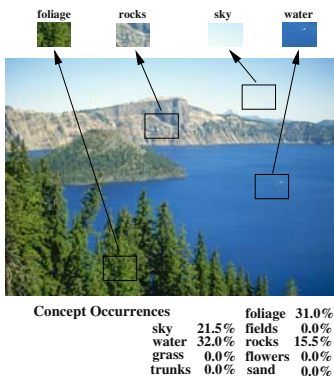 foliage rocks sky water
Concept Occurrences foliage 31.0%
sky 21.5% fields 0.0%
water 32.0% rocks 15.5%
grass 0.0% flowers 0.0%
trunks 0.0% sand 0.0%